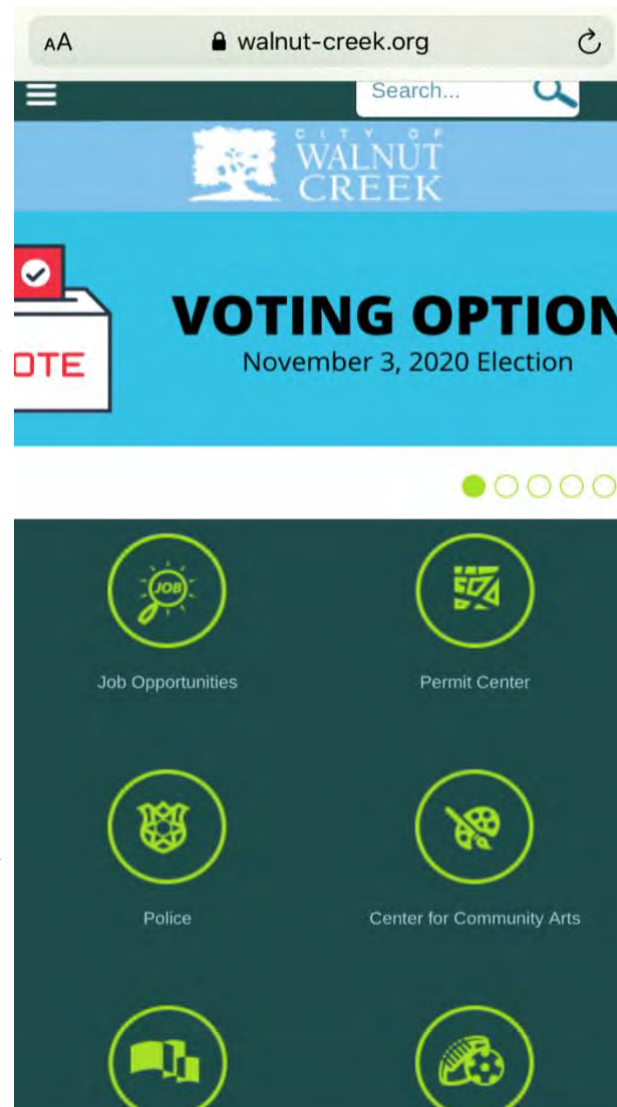 AA walnut-creek.org
Search...
CITY OF
WALNUT
CREEK
VOTING OPTION
November 3, 2020 Election
OTE
JOB
Job Opportunities
Permit Center
Police
Center for Community Arts